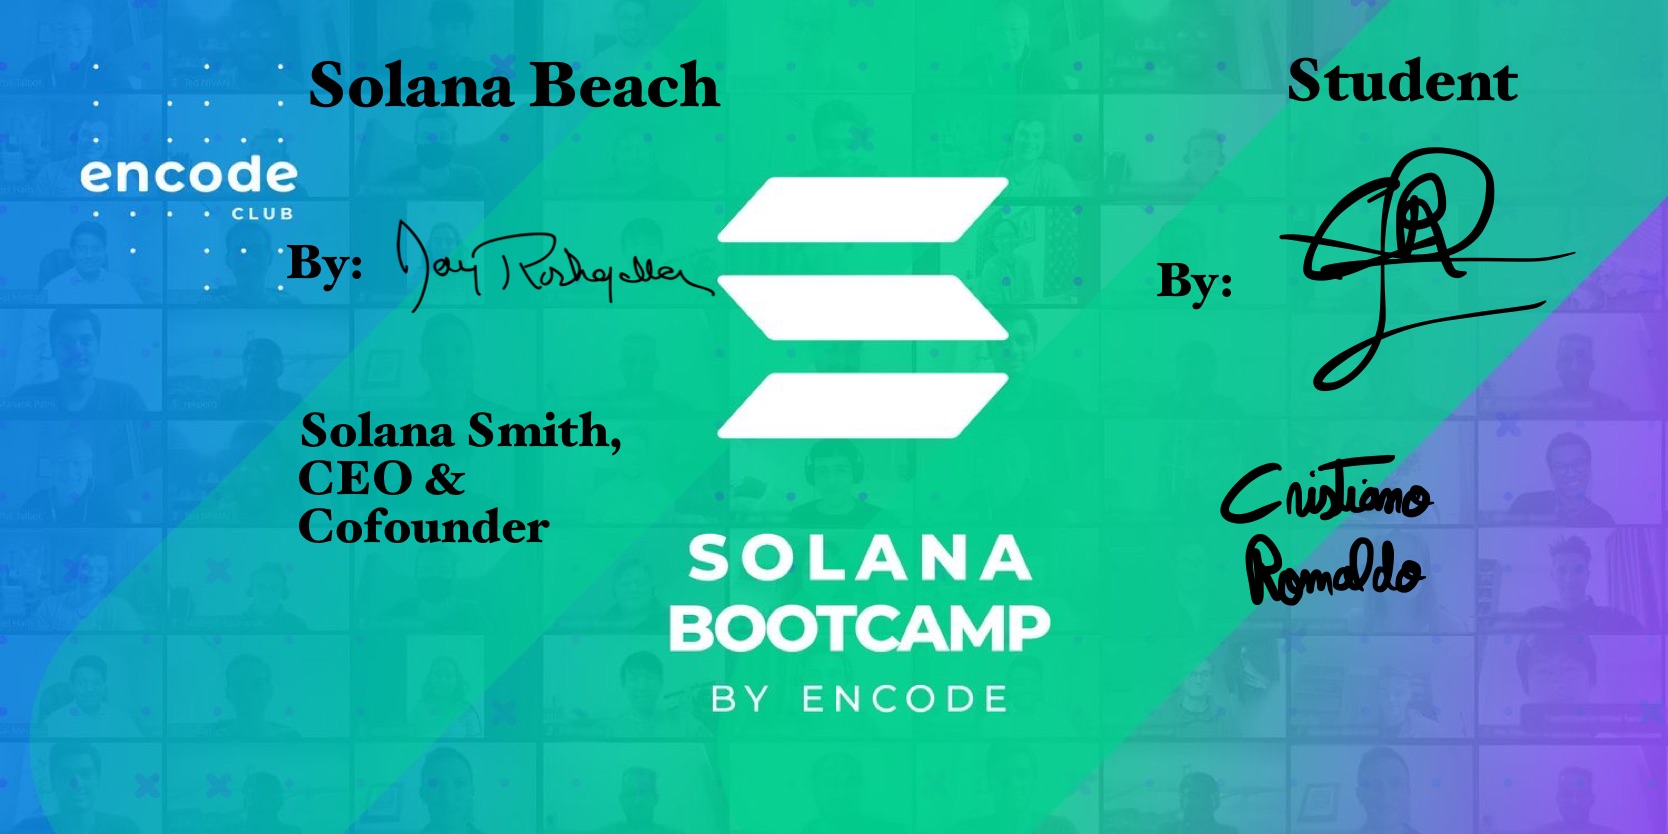 Solana Beach
Student
encode
CLUB
By:
By:
Solana Smith,
CEO &
Cofounder
Cristiano
Ronaldo
SOLANA
BOOTCAMP
BY ENCODE